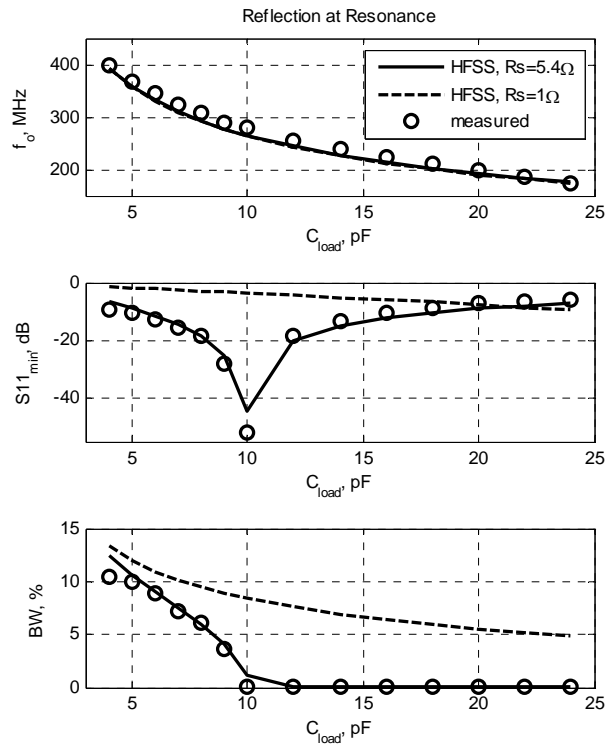 Reflection at Resonance
400
300
200
f_o, MHz
HFSS, Rs=5.4Ω
HFSS, Rs=1Ω
measured
5 10 15 20 25
C_load, pF
0
-20
-40
S11_min, dB
5 10 15 20 25
C_load, pF
15
10
5
0
BW, %
5 10 15 20 25
C_load, pF